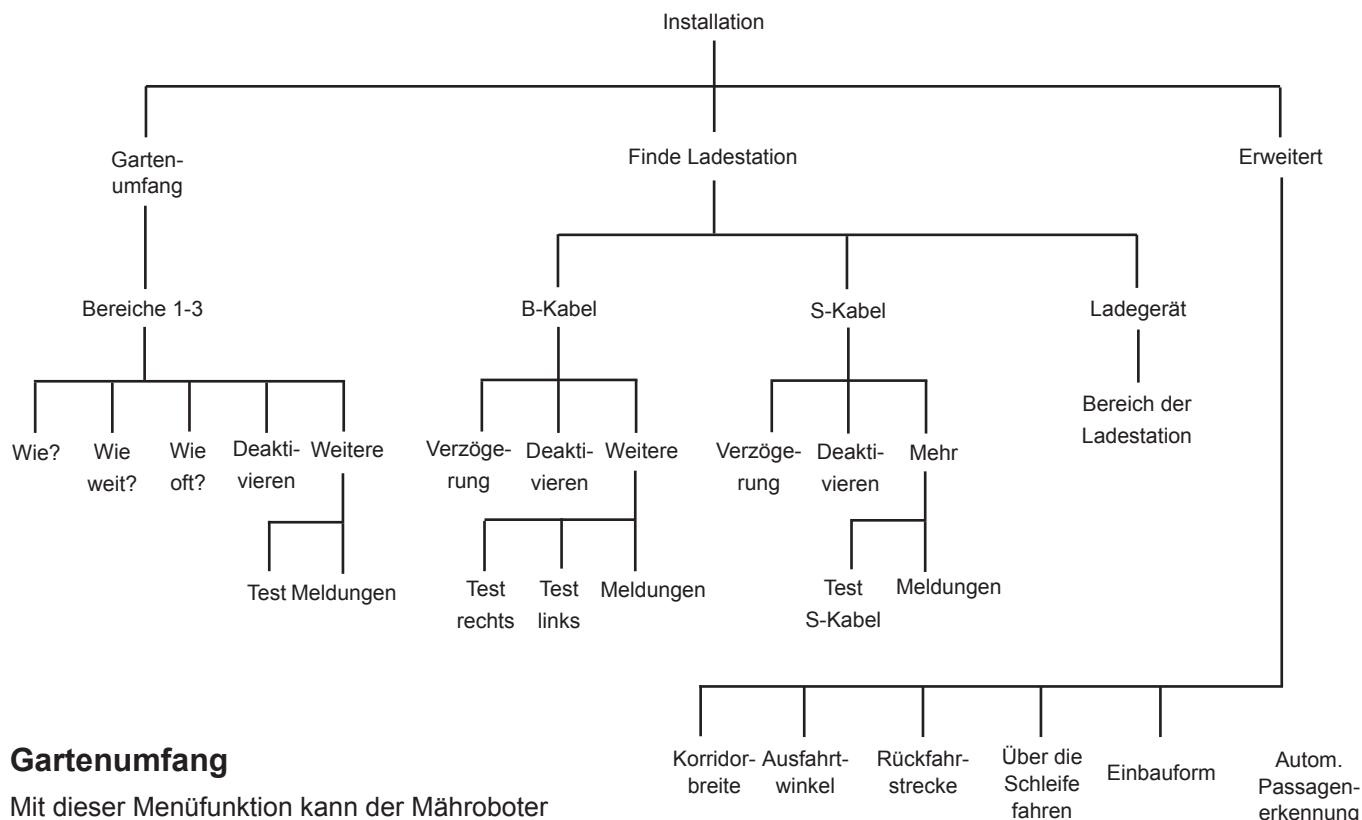 Installation
Garten-
umfang
Finde Ladestation
Erweitert
Bereiche 1-3
B-Kabel
S-Kabel
Ladegerät
Wie?
Wie
weit?
Wie
oft?
Deakti-
vieren
Weitere
Verzöge-
rung
Deakti-
vieren
Weitere
Verzöge-
rung
Deakti-
vieren
Mehr
Bereich der
Ladestation
Test
Meldungen
Test
rechts
Test
links
Meldungen
Test
S-Kabel
Meldungen
Korridor-
breite
Ausfahrt-
winkel
Rückfahr-
strecke
Über die
Schleife
fahren
Einbauform
Autom.
Passagen-
erkennung
Gartenumfang
Mit dieser Menüfunktion kann der Mähroboter